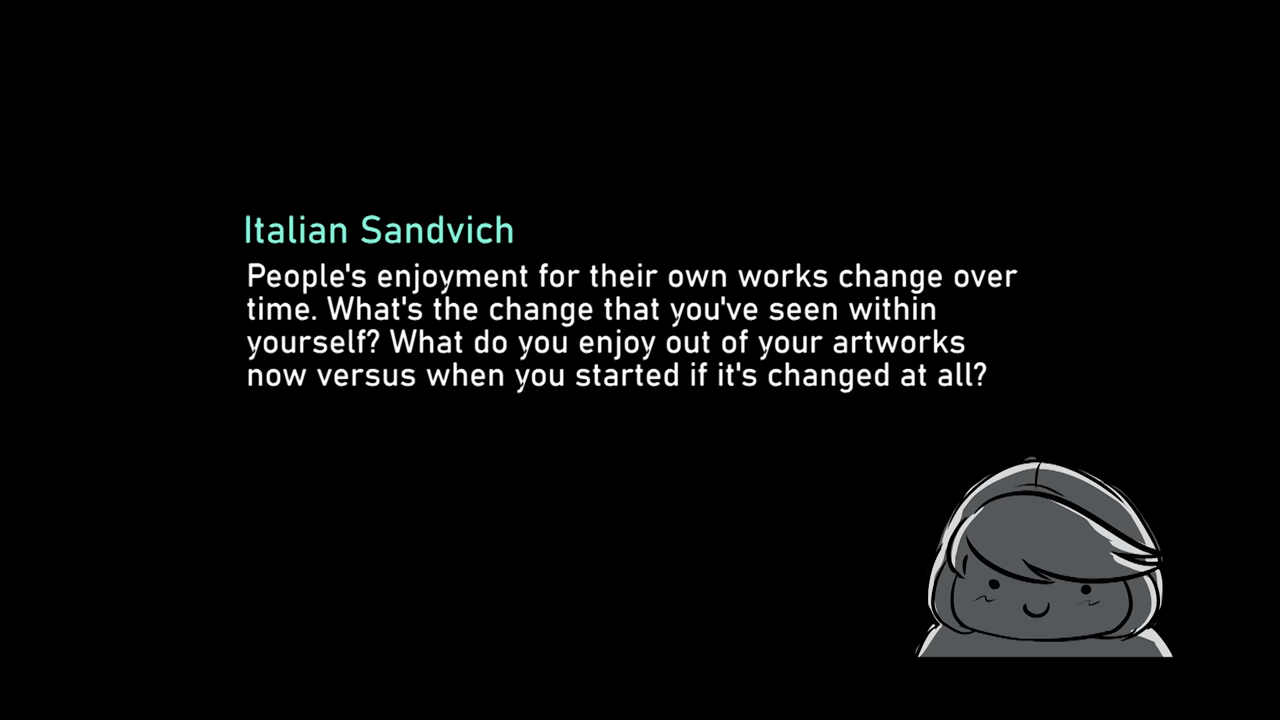 Italian Sandvich
People's enjoyment for their own works change over
time. What's the change that you've seen within
yourself? What do you enjoy out of your artworks
now versus when you started if it's changed at all?